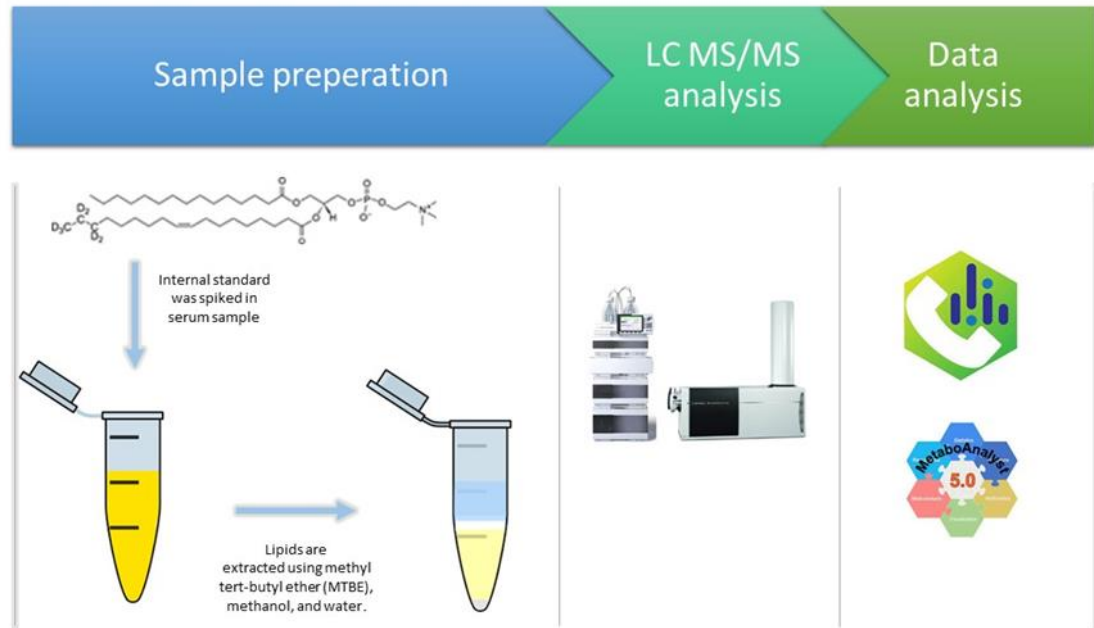 Sample preperation
LC MS/MS
analysis
Data
analysis
D₂
D₃C
C
C
D₂
O
O
O
H
O
P
O
O⁻
O
N⁺
O
Internal standard
was spiked in
serum sample
Lipids are
extracted using methyl
tert-butyl ether (MTBE),
methanol, and water.
MetaboAnalyst
5.0